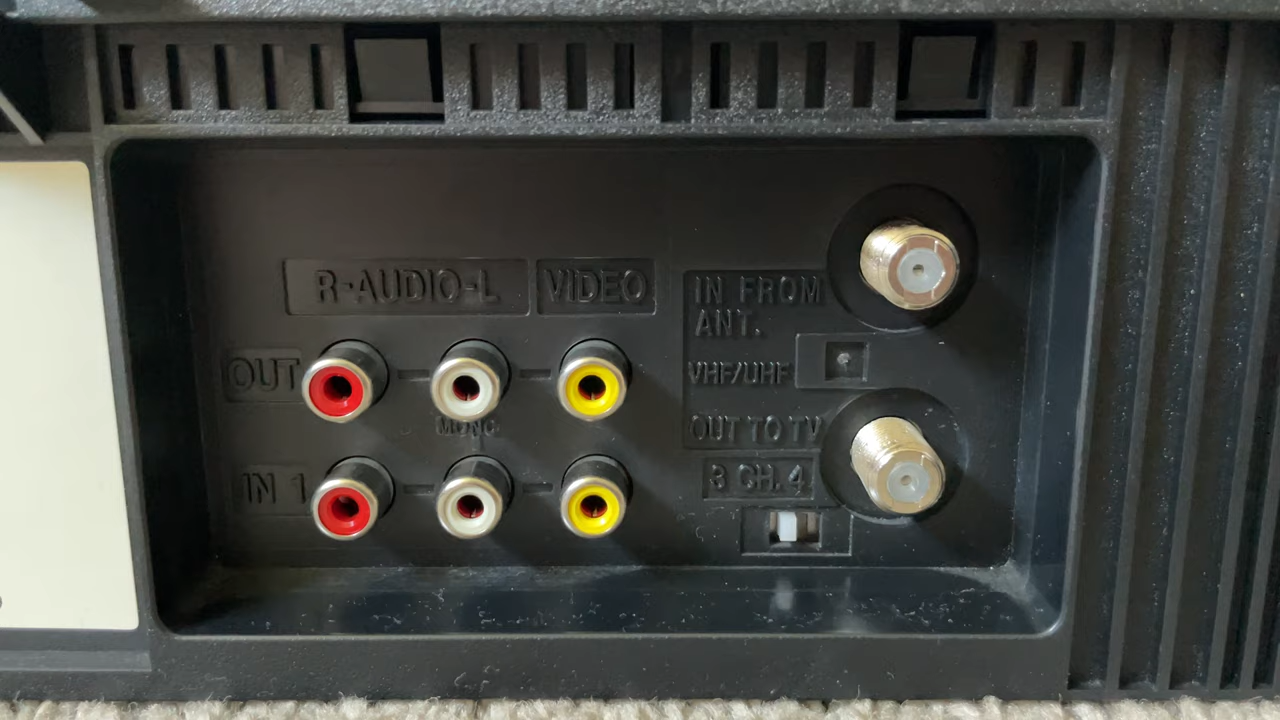 R-AUDIO-L VIDEO
IN FROM
ANT.
VHF/UHF
OUT
MONO
OUT TO TV
3 CH. 4
IN 1